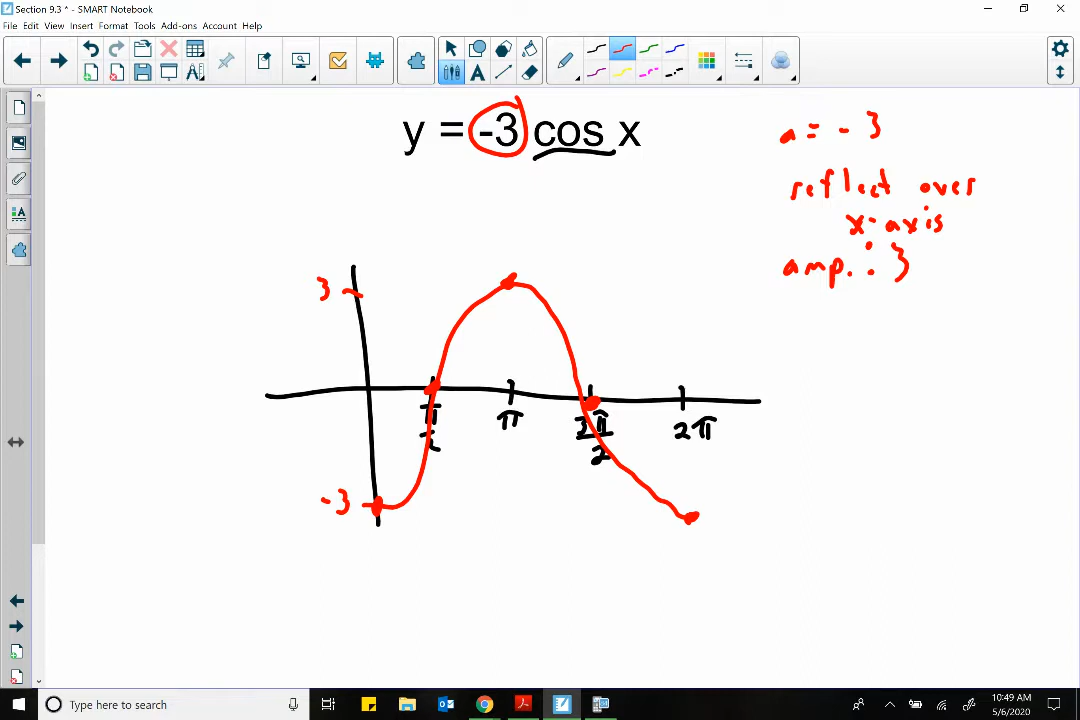 Section 9.3 * - SMART Notebook
File Edit View Insert Format Tools Add-ons Account Help
y = -3 cos x
a = - 3
reflect over
x-axis
amp.: 3
3
π/2
π
3π/2
2π
-3
Type here to search
10:49 AM
5/6/2020